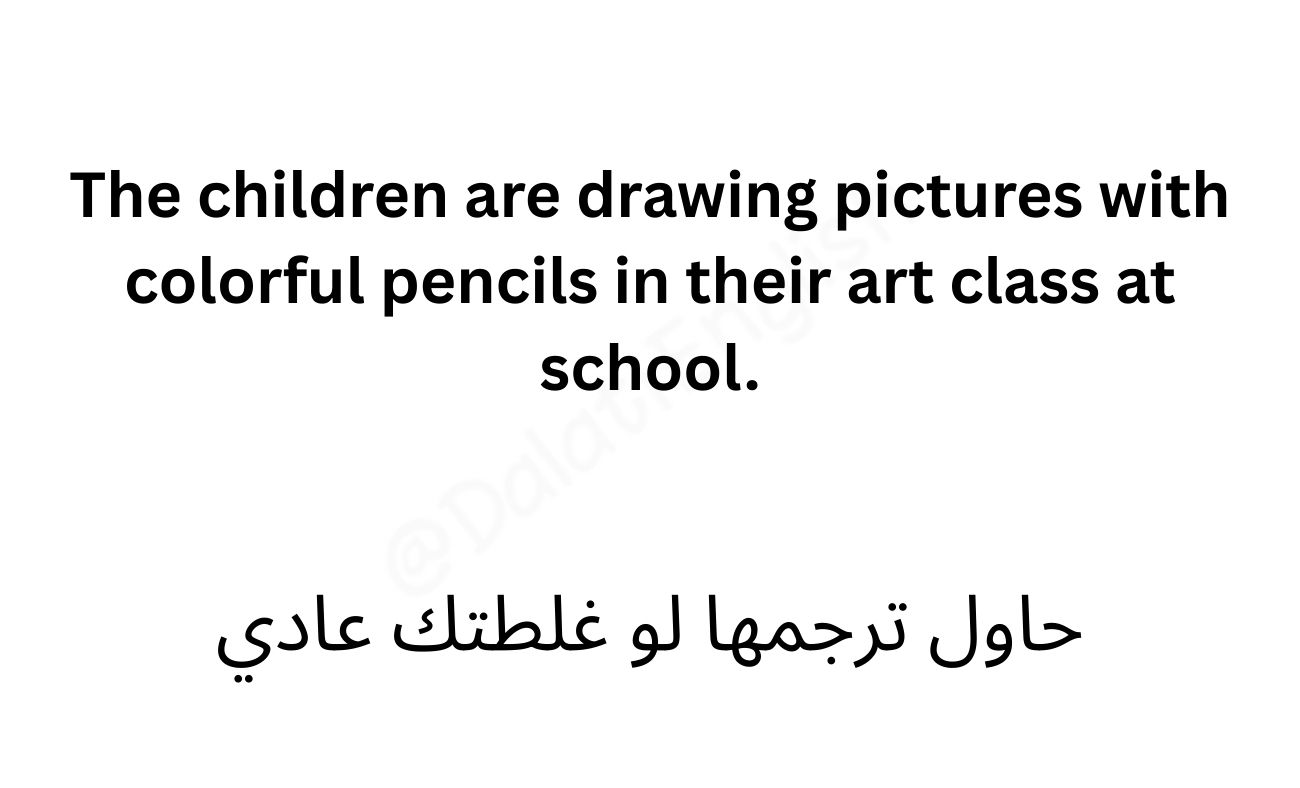 The children are drawing pictures with
colorful pencils in their art class at
school.
@DalatEnglish
حاول ترجمها لو غلطتك عادي